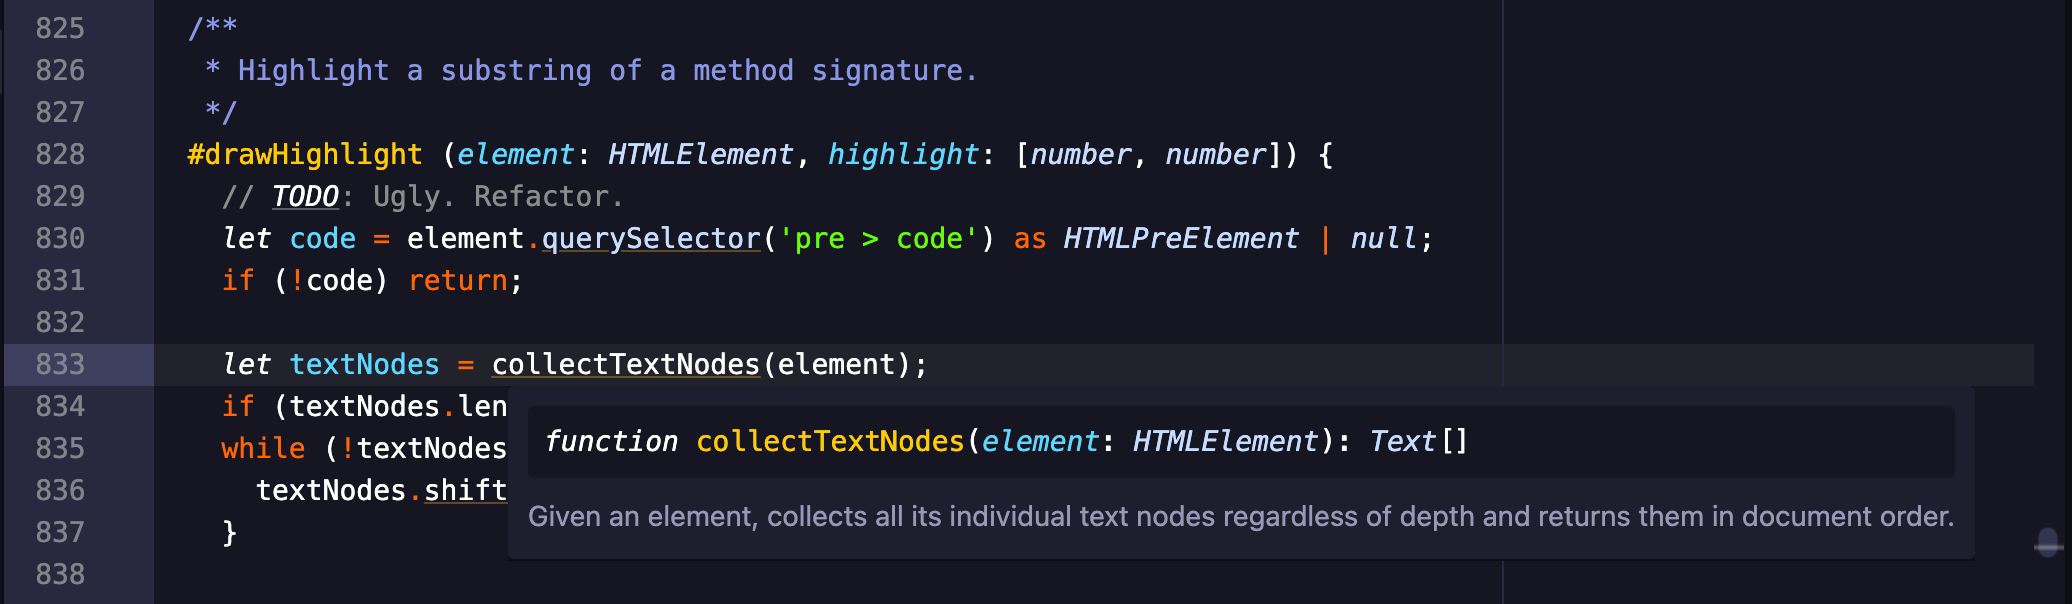 825 /**
826  * Highlight a substring of a method signature.
827  */
828 #drawHighlight (element: HTMLElement, highlight: [number, number]) {
829   // TODO: Ugly. Refactor.
830   let code = element.querySelector('pre > code') as HTMLPreElement | null;
831   if (!code) return;
832
833   let textNodes = collectTextNodes(element);
834   if (textNodes.len
function collectTextNodes(element: HTMLElement): Text[]
835   while (!textNodes
836     textNodes.shift
Given an element, collects all its individual text nodes regardless of depth and returns them in document order.
837   }
838